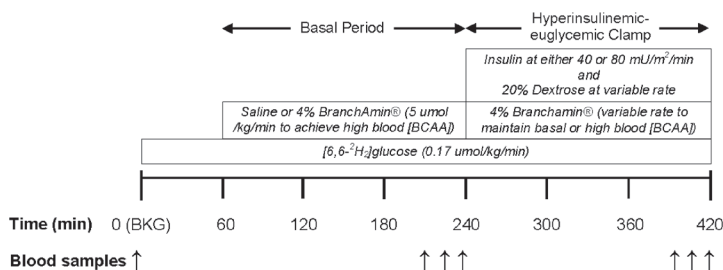 Basal Period
Hyperinsulinemic-
euglycemic Clamp
Insulin at either 40 or 80 mU/m²/min
and
20% Dextrose at variable rate
Saline or 4% BranchAmin® (5 umol
/kg/min to achieve high blood [BCAA])
4% Branchamin® (variable rate to
maintain basal or high blood [BCAA])
[6,6-²H₂]glucose (0.17 umol/kg/min)
Time (min) 0 (BKG) 60 120 180 240 300 360 420
Blood samples